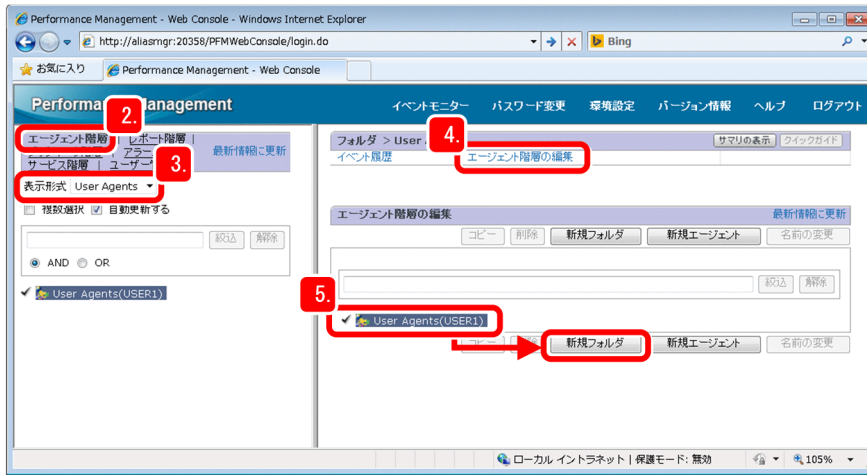 Performance Management - Web Console - Windows Internet Explorer
http://aliasmgr:20358/PFMWebConsole/login.do
Bing
お気に入り
Performance Management - Web Console
Performance Management
イベントモニター パスワード変更 環境設定 バージョン情報 ヘルプ ログアウト
2.
エージェント階層 | レポート階層 |
アラー
サービス階層 | ユーザー
最新情報に更新
3.
表示形式 User Agents
複数選択 自動更新する
絞込 解除
AND OR
User Agents(USER1)
フォルダ > User
4.
サマリの表示 クイックガイド
イベント履歴 エージェント階層の編集
エージェント階層の編集 最新情報に更新
コピー 削除 新規フォルダ 新規エージェント 名前の変更
絞込 解除
5.
User Agents(USER1)
コピー 新規フォルダ 新規エージェント 名前の変更
ローカル イントラネット | 保護モード: 無効
105%